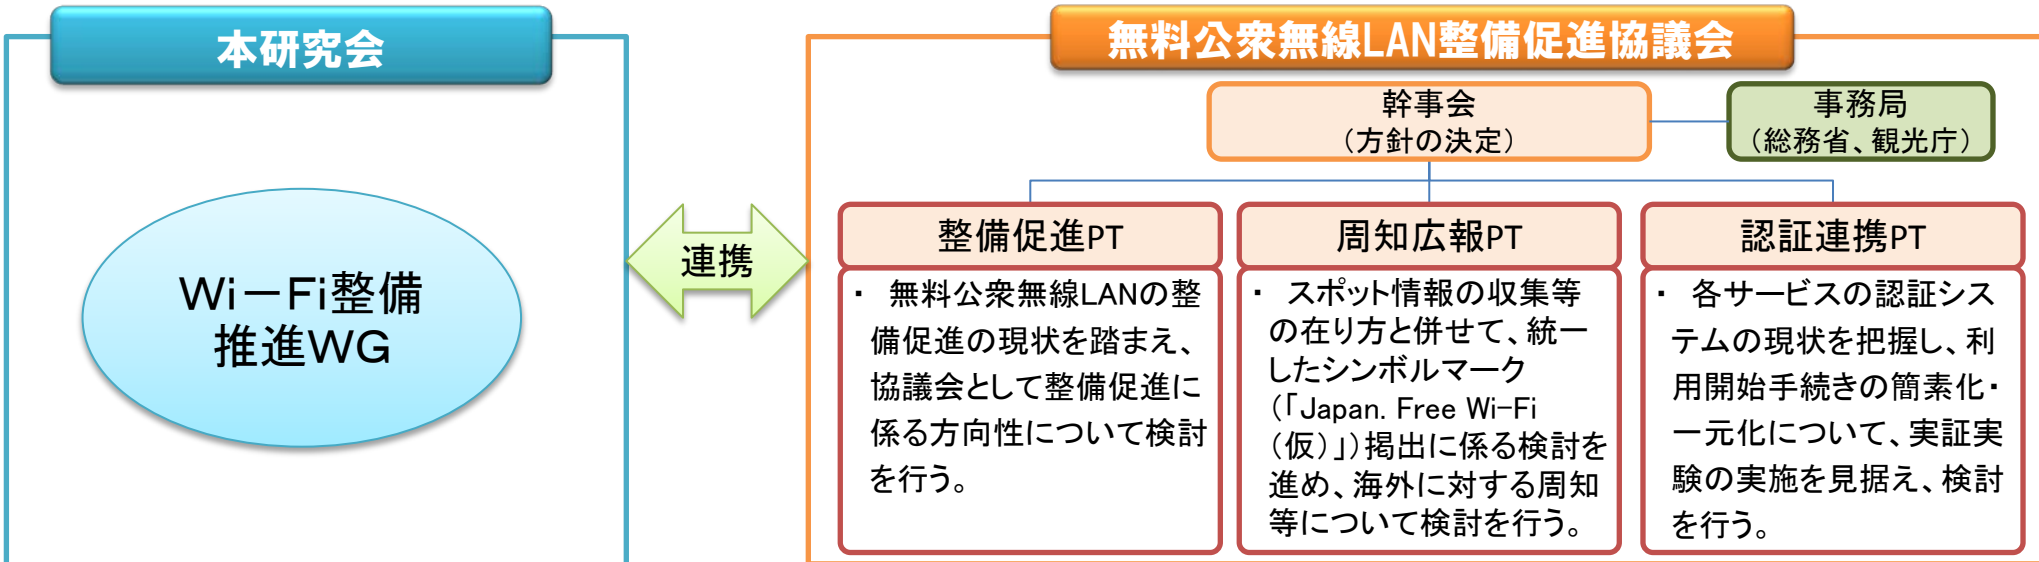 本研究会
Wi－Fi整備
推進WG
連携
無料公衆無線LAN整備促進協議会
幹事会
（方針の決定）
事務局
（総務省、観光庁）
整備促進PT
・ 無料公衆無線LANの整
備促進の現状を踏まえ、
協議会として整備促進に
係る方向性について検討
を行う。
周知広報PT
・ スポット情報の収集等
の在り方と併せて、統一
したシンボルマーク
（「Japan. Free Wi-Fi
（仮）」）掲出に係る検討を
進め、海外に対する周知
等について検討を行う。
認証連携PT
・ 各サービスの認証シス
テムの現状を把握し、利
用開始手続きの簡素化・
一元化について、実証実
験の実施を見据え、検討
を行う。